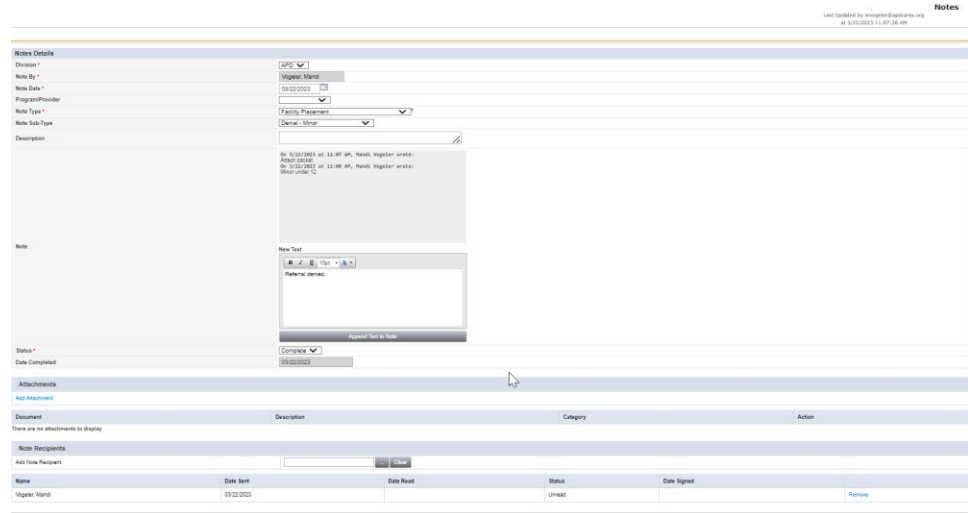 Notes
Last Updated by mvogeler@apdcares.org
at 3/22/2023 11:07:26 AM
Notes Details
Division * APD
Note By * Vogeler, Mandi
Note Date * 03/22/2023
Program/Provider
Note Type * Facility Placement *
Note Sub-Type Denial - Minor
Description
On 3/22/2023 at 11:07 AM, Mandi Vogeler wrote:
Attach packet
On 3/22/2023 at 11:00 AM, Mandi Vogeler wrote:
Minor under 12
Note
New Text
B I U 10pt A
Referral denied.
Append Text to Note
Status * Complete
Date Completed 03/22/2023
Attachments
Add Attachment
Document Description Category Action
There are no attachments to display
Note Recipients
Add Note Recipient: ... Clear
Name Date Sent Date Read Status Date Signed
Vogeler, Mandi 03/22/2023 Unread Remove